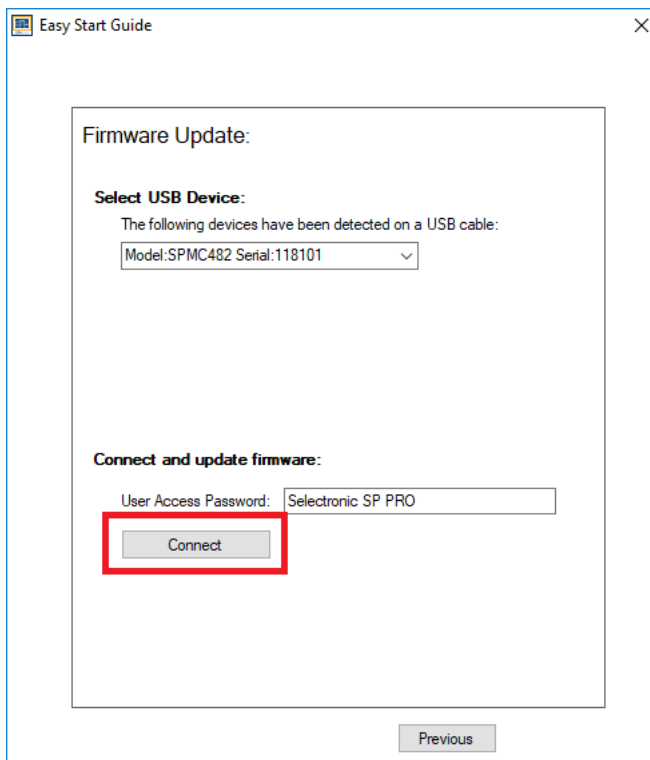 Easy Start Guide
Firmware Update:
Select USB Device:
The following devices have been detected on a USB cable:
Model:SPMC482 Serial:118101
Connect and update firmware:
User Access Password: Selectronic SP PRO
Connect
Previous